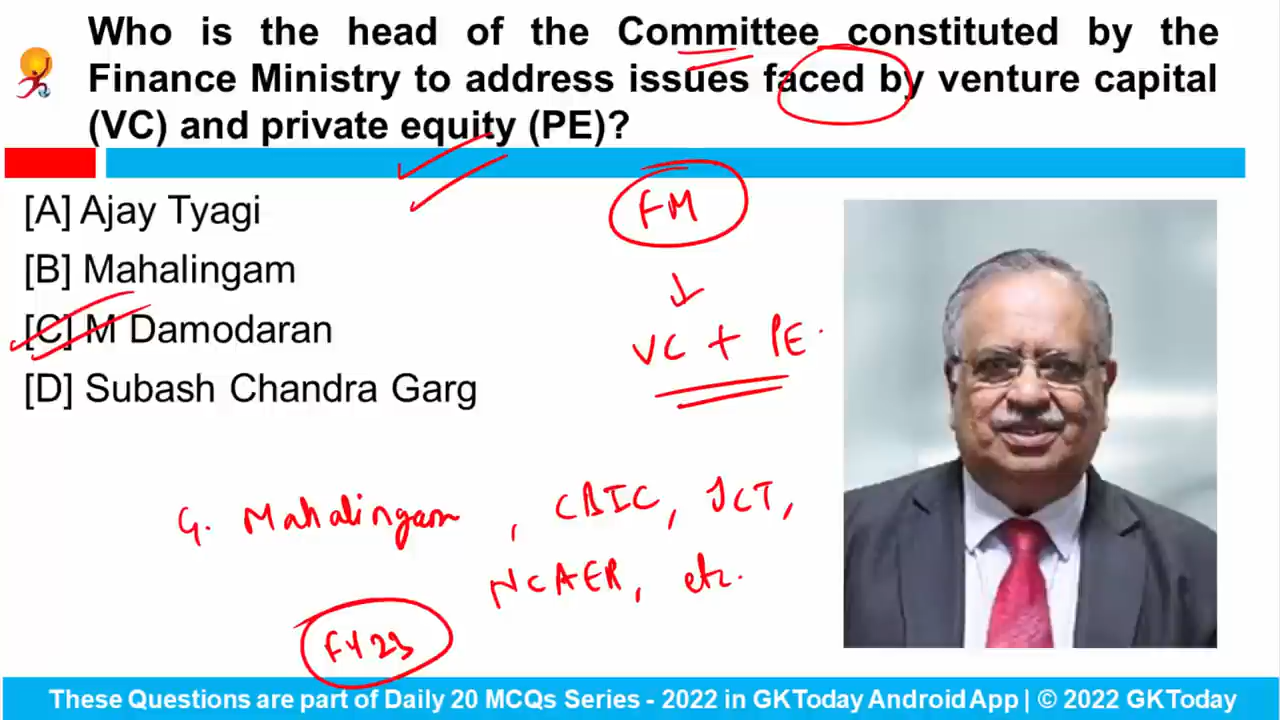 Who is the head of the Committee constituted by the
Finance Ministry to address issues faced by venture capital
(VC) and private equity (PE)?
[A] Ajay Tyagi
[B] Mahalingam
[C] M Damodaran
[D] Subash Chandra Garg
FM
VC + PE.
G. Mahalingam, CBIC, ICT,
NCAER, etc.
FY23
These Questions are part of Daily 20 MCQs Series - 2022 in GKToday Android App | © 2022 GKToday